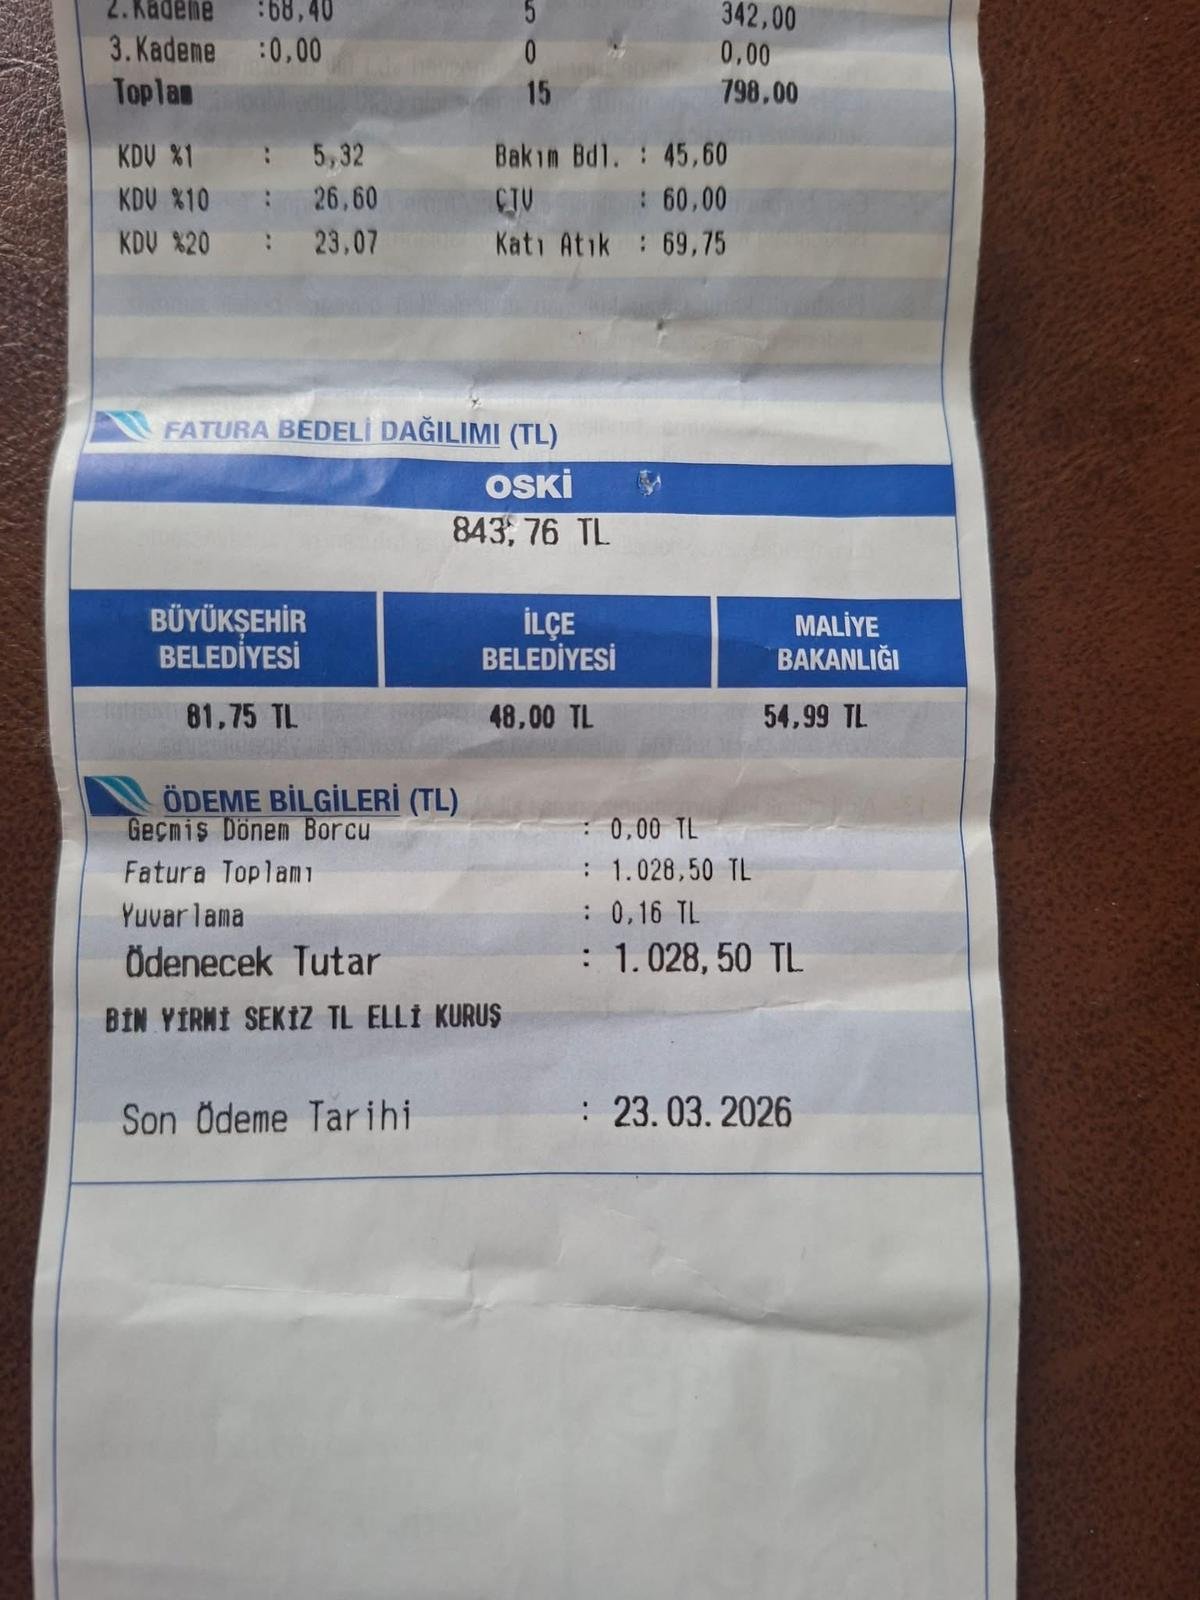 2.Kademe :68,40 5 342,00
3.Kademe :0,00 0 0,00
Toplam 15 798,00
KDV %1 : 5,32 Bakım Bdl. : 45,60
KDV %10 : 26,60 ÇTV : 60,00
KDV %20 : 23,07 Katı Atık : 69,75
FATURA BEDELİ DAĞILIMI (TL)
OSKİ
843,76 TL
BÜYÜKŞEHİR BELEDİYESİ İLÇE BELEDİYESİ MALİYE BAKANLIĞI
81,75 TL 48,00 TL 54,99 TL
ÖDEME BİLGİLERİ (TL)
Geçmiş Dönem Borcu : 0,00 TL
Fatura Toplamı : 1.028,50 TL
Yuvarlama : 0,16 TL
Ödenecek Tutar : 1.028,50 TL
BİN YİRMİ SEKİZ TL ELLİ KURUŞ
Son Ödeme Tarihi : 23.03.2026